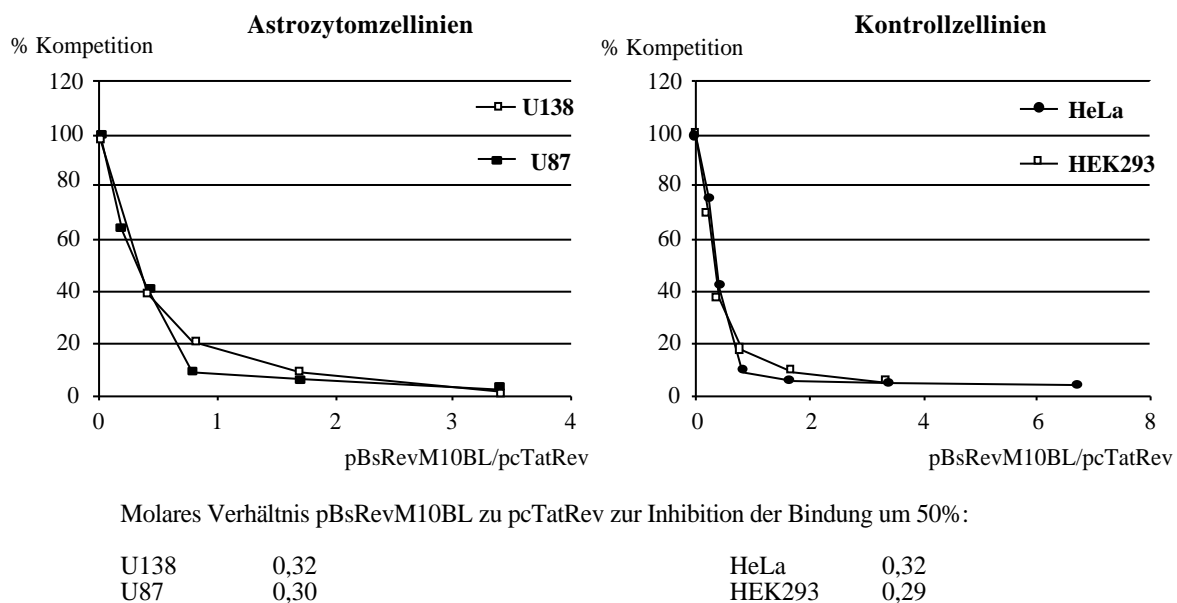 Astrozytomzellinien
% Kompetition
120
100
80
60
40
20
0
U138
U87
0 1 2 3 4
pBsRevM10BL/pcTatRev
Kontrollzellinien
% Kompetition
120
100
80
60
40
20
0
HeLa
HEK293
0 2 4 6 8
pBsRevM10BL/pcTatRev
Molares Verhältnis pBsRevM10BL zu pcTatRev zur Inhibition der Bindung um 50%:
U138 0,32
U87 0,30
HeLa 0,32
HEK293 0,29